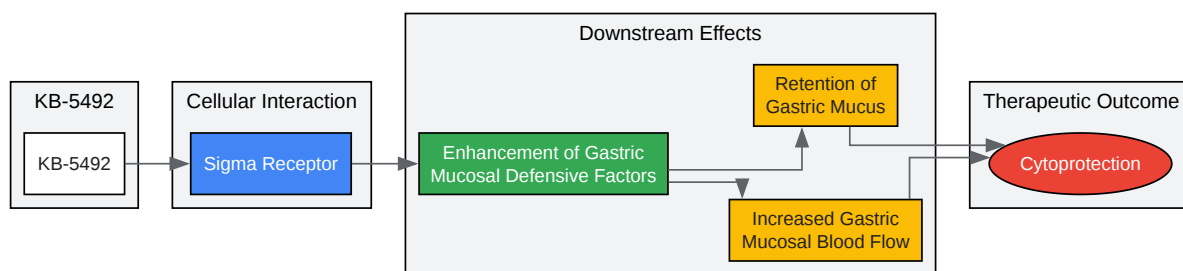 KB-5492
KB-5492
Cellular Interaction
Sigma Receptor
Downstream Effects
Enhancement of Gastric
Mucosal Defensive Factors
Retention of
Gastric Mucus
Increased Gastric
Mucosal Blood Flow
Therapeutic Outcome
Cytoprotection